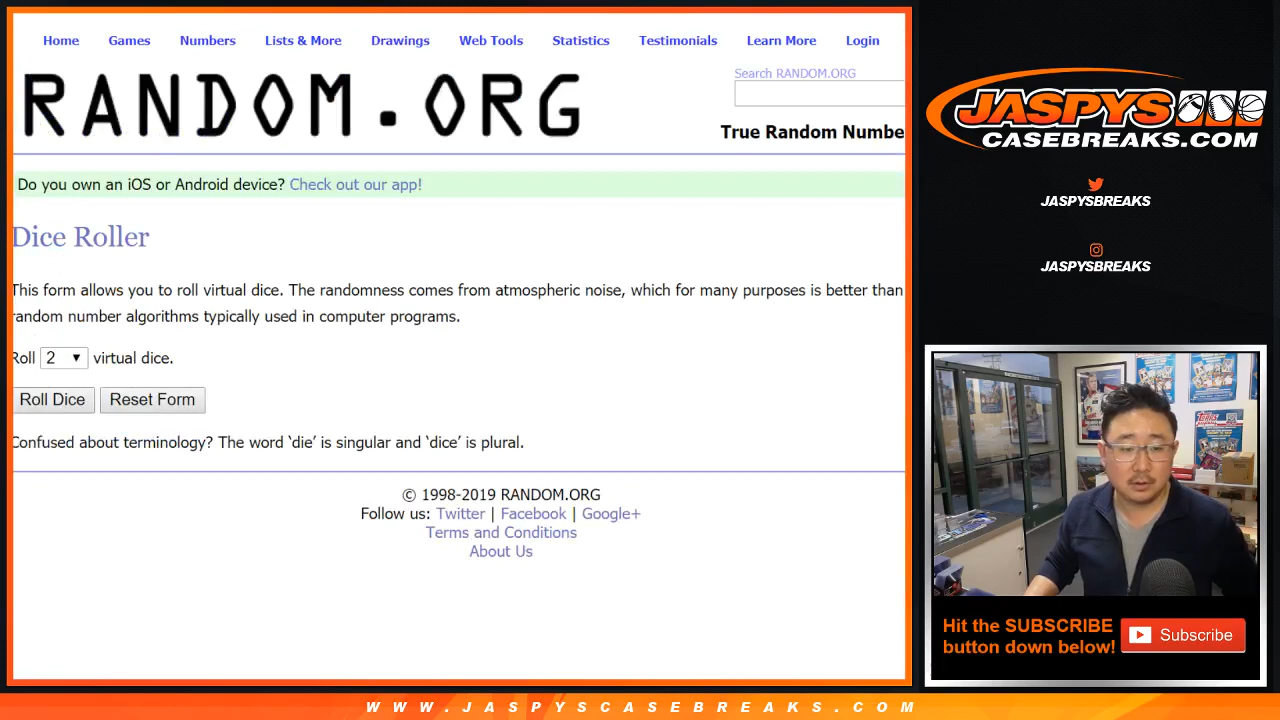 Home Games Numbers Lists & More Drawings Web Tools Statistics Testimonials Learn More Login
RANDOM.ORG
Search RANDOM.ORG
True Random Numbe
Do you own an iOS or Android device? Check out our app!
Dice Roller
This form allows you to roll virtual dice. The randomness comes from atmospheric noise, which for many purposes is better than
random number algorithms typically used in computer programs.
Roll 2 virtual dice.
Roll Dice Reset Form
Confused about terminology? The word ‘die’ is singular and ‘dice’ is plural.
© 1998-2019 RANDOM.ORG
Follow us: Twitter | Facebook | Google+
Terms and Conditions
About Us
JASPYS
CASEBREAKS.COM
JASPYSBREAKS
JASPYSBREAKS
Hit the SUBSCRIBE
button down below!
Subscribe
WWW.JASPYSCASEBREAKS.COM